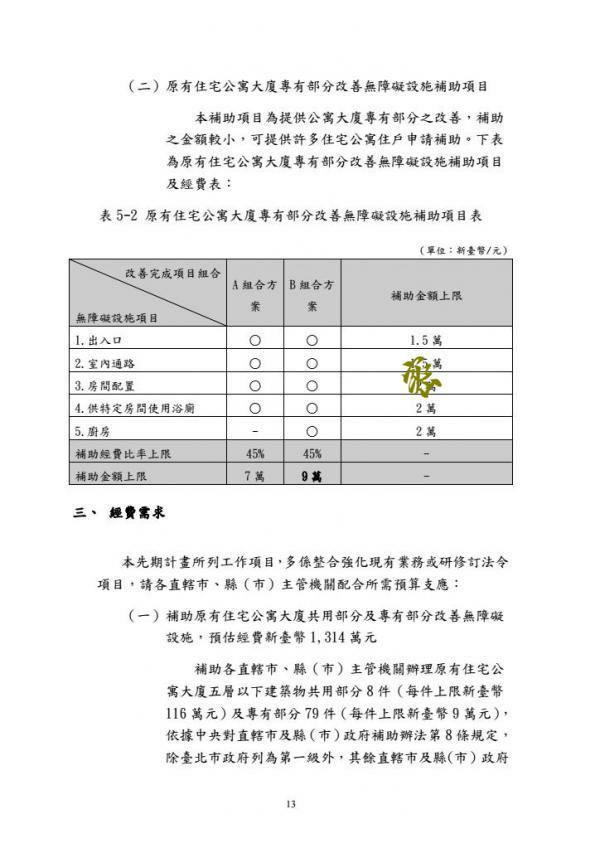 （二）原有住宅公寓大廈專有部分改善無障礙設施補助項目
本補助項目為提供公寓大廈專有部分之改善，補助
之金額較小，可提供許多住宅公寓住戶申請補助。下表
為原有住宅公寓大廈專有部分改善無障礙設施補助項目
及經費表：
表 5-2 原有住宅公寓大廈專有部分改善無障礙設施補助項目表
（單位：新臺幣/元）
改善完成項目組合
無障礙設施項目
A 組合方案
B 組合方案
補助金額上限
1.出入口 ○ ○ 1.5 萬
2.室內通路 ○ ○ 萬
3.房間配置 ○ ○ 萬
4.供特定房間使用浴廁 ○ ○ 2 萬
5.廚房 - ○ 2 萬
補助經費比率上限 45% 45% -
補助金額上限 7 萬 9 萬 -
三、 經費需求
本先期計畫所列工作項目，多係整合強化現有業務或研修訂法令
項目，請各直轄市、縣（市）主管機關配合所需預算支應：
（一）補助原有住宅公寓大廈共用部分及專有部分改善無障礙
設施，預估經費新臺幣 1,314 萬元
補助各直轄市、縣（市）主管機關辦理原有住宅公
寓大廈五層以下建築物共用部分 8 件（每件上限新臺幣
116 萬元）及專有部分 79 件（每件上限新臺幣 9 萬元），
依據中央對直轄市及縣（市）政府補助辦法第 8 條規定，
除臺北市政府列為第一級外，其餘直轄市及縣(市）政府
13